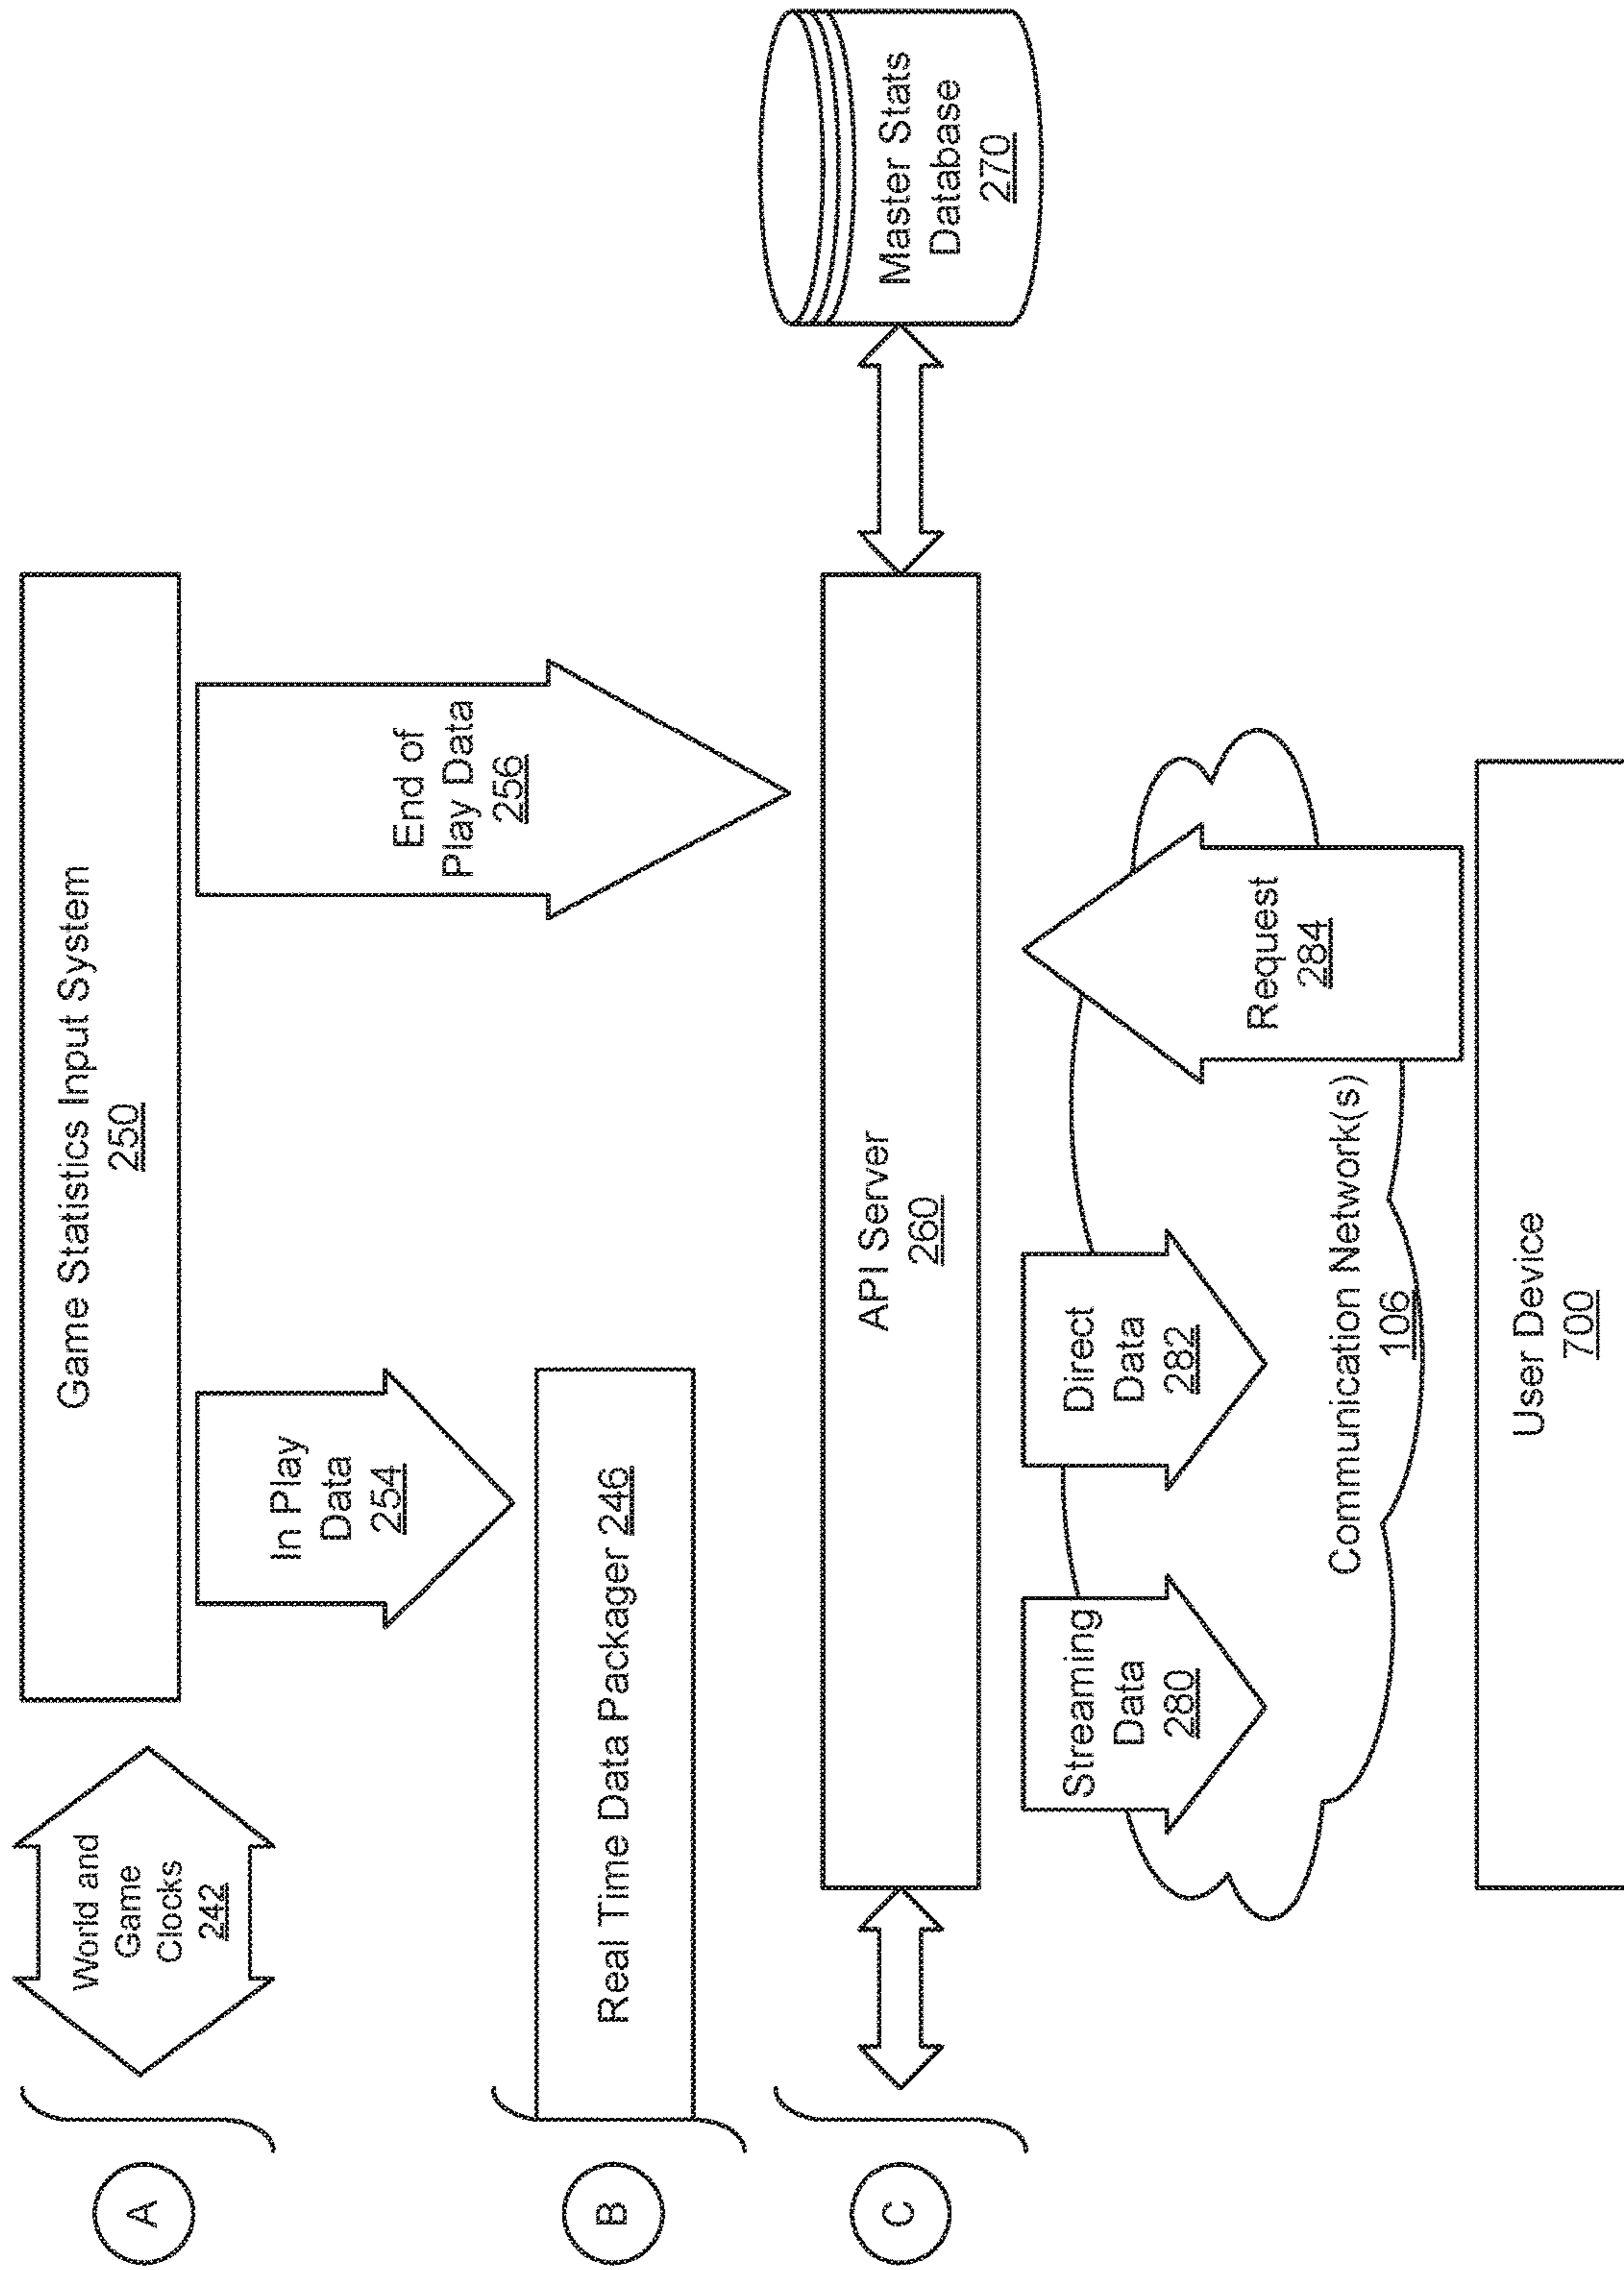 A
World and
Game
Clocks
242
Game Statistics Input System
250
In Play
Data
254
End of
Play Data
256
B
Real Time Data Packager 246
C
API Server
260
Master Stats
Database
270
Streaming
Data
280
Direct
Data
282
Request
284
Communication Network(s)
106
User Device
700